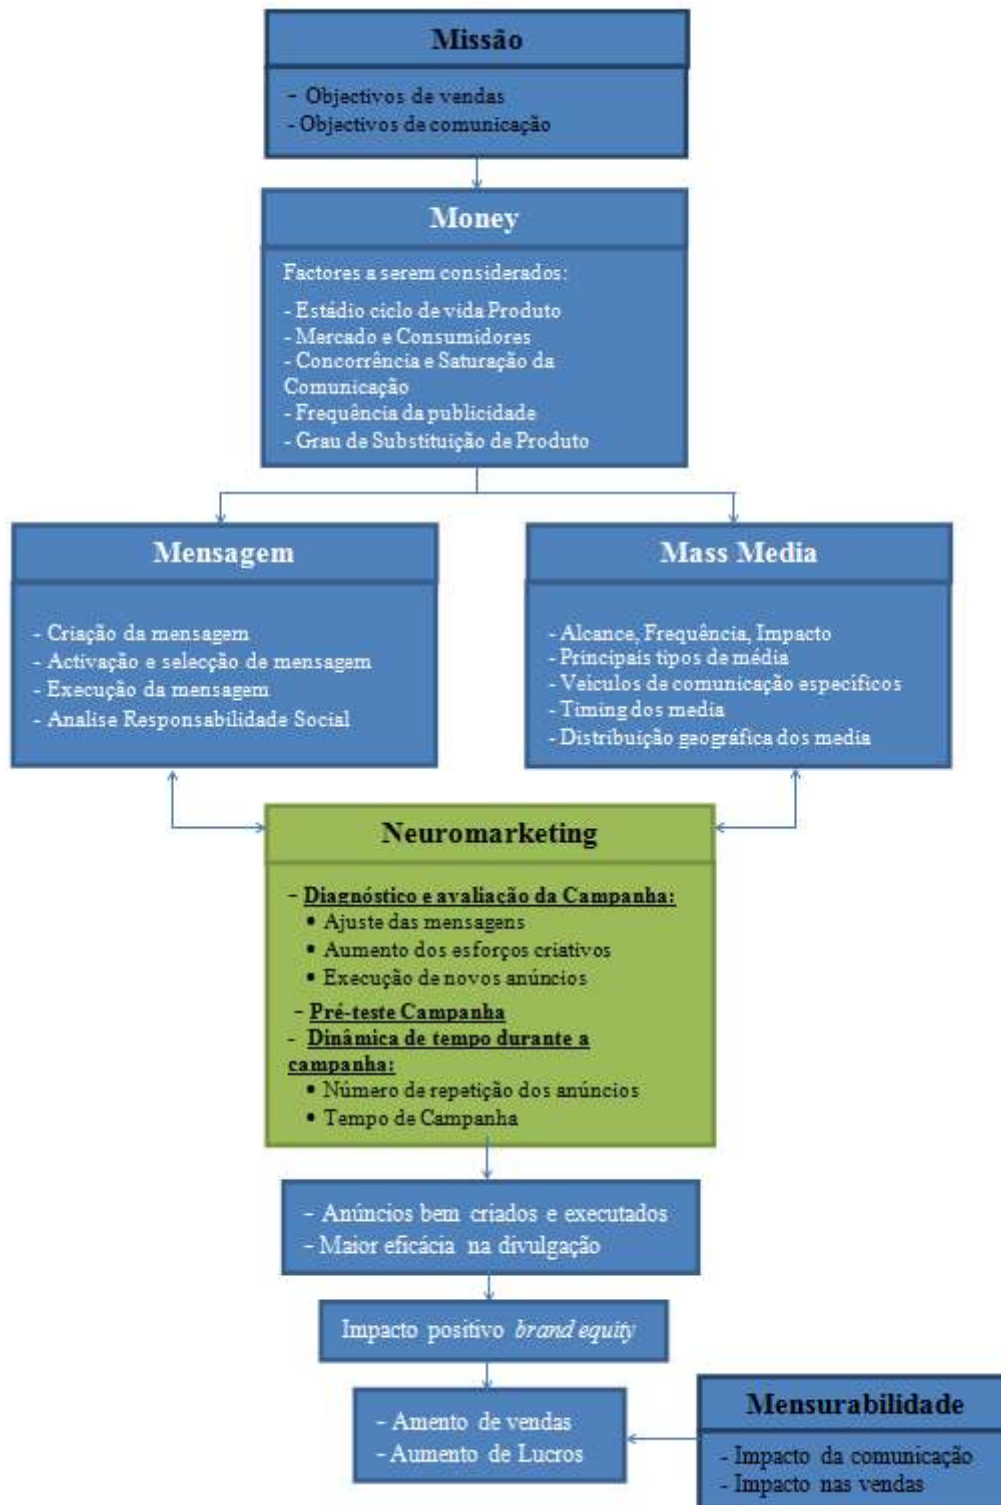 Missão
- Objectivos de vendas
- Objectivos de comunicação
Money
Factores a serem considerados:
- Estádio ciclo de vida Produto
- Mercado e Consumidores
- Concorrência e Saturação da
Comunicação
- Frequência da publicidade
- Grau de Substituição de Produto
Mensagem
- Criação da mensagem
- Activação e selecção de mensagem
- Execução da mensagem
- Analise Responsabilidade Social
Mass Media
- Alcance, Frequência, Impacto
- Principais tipos de média
- Veículos de comunicação específicos
- Timing dos media
- Distribuição geográfica dos media
Neuromarketing
- Diagnóstico e avaliação da Campanha:
• Ajuste das mensagens
• Aumento dos esforços criativos
• Execução de novos anúncios
- Pré-teste Campanha
- Dinâmica de tempo durante a
campanha:
• Número de repetição dos anúncios
• Tempo de Campanha
- Anúncios bem criados e executados
- Maior eficácia na divulgação
Impacto positivo brand equity
- Amento de vendas
- Aumento de Lucros
Mensurabilidade
- Impacto da comunicação
- Impacto nas vendas